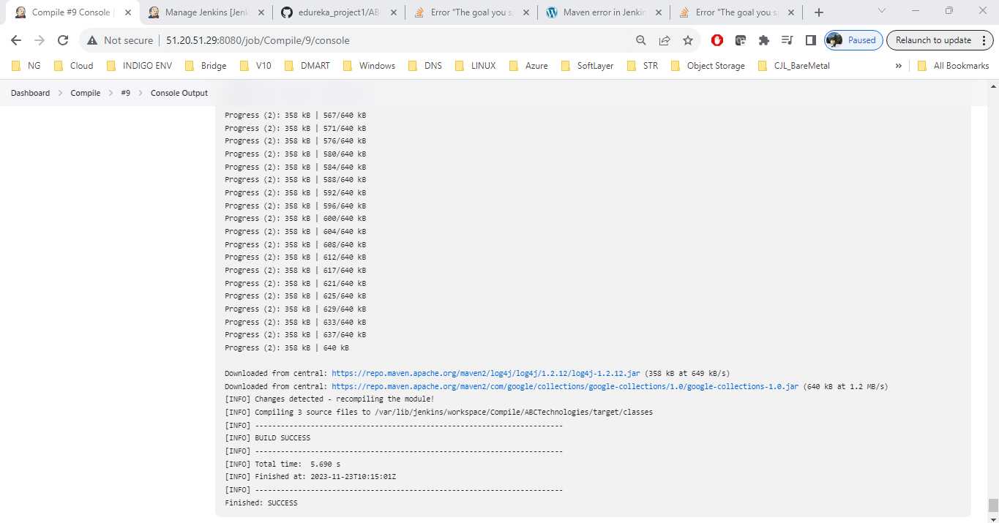 Compile #9 Console [
Manage Jenkins [Jenk
edureka_project1/AB
Error "The goal you s
Maven error in Jenkin
Error "The goal you s
Not secure
51.20.51.29:8080/job/Compile/9/console
Paused
Relaunch to update
NG
Cloud
INDIGO ENV
Bridge
V10
DMART
Windows
DNS
LINUX
Azure
SoftLayer
STR
Object Storage
CJL_BareMetal
»
All Bookmarks
Dashboard > Compile > #9 > Console Output
Progress (2): 358 kB | 567/640 kB
Progress (2): 358 kB | 571/640 kB
Progress (2): 358 kB | 576/640 kB
Progress (2): 358 kB | 580/640 kB
Progress (2): 358 kB | 584/640 kB
Progress (2): 358 kB | 588/640 kB
Progress (2): 358 kB | 592/640 kB
Progress (2): 358 kB | 596/640 kB
Progress (2): 358 kB | 600/640 kB
Progress (2): 358 kB | 604/640 kB
Progress (2): 358 kB | 608/640 kB
Progress (2): 358 kB | 612/640 kB
Progress (2): 358 kB | 617/640 kB
Progress (2): 358 kB | 621/640 kB
Progress (2): 358 kB | 625/640 kB
Progress (2): 358 kB | 629/640 kB
Progress (2): 358 kB | 633/640 kB
Progress (2): 358 kB | 637/640 kB
Progress (2): 358 kB | 640 kB
Downloaded from central: https://repo.maven.apache.org/maven2/log4j/log4j/1.2.12/log4j-1.2.12.jar (358 kB at 649 kB/s)
Downloaded from central: https://repo.maven.apache.org/maven2/com/google/collections/google-collections/1.0/google-collections-1.0.jar (640 kB at 1.2 MB/s)
[INFO] Changes detected - recompiling the module!
[INFO] Compiling 3 source files to /var/lib/jenkins/workspace/Compile/ABCTechnologies/target/classes
[INFO] ------------------------------------------------------------------------
[INFO] BUILD SUCCESS
[INFO] ------------------------------------------------------------------------
[INFO] Total time:  5.690 s
[INFO] Finished at: 2023-11-23T10:15:01Z
[INFO] ------------------------------------------------------------------------
Finished: SUCCESS